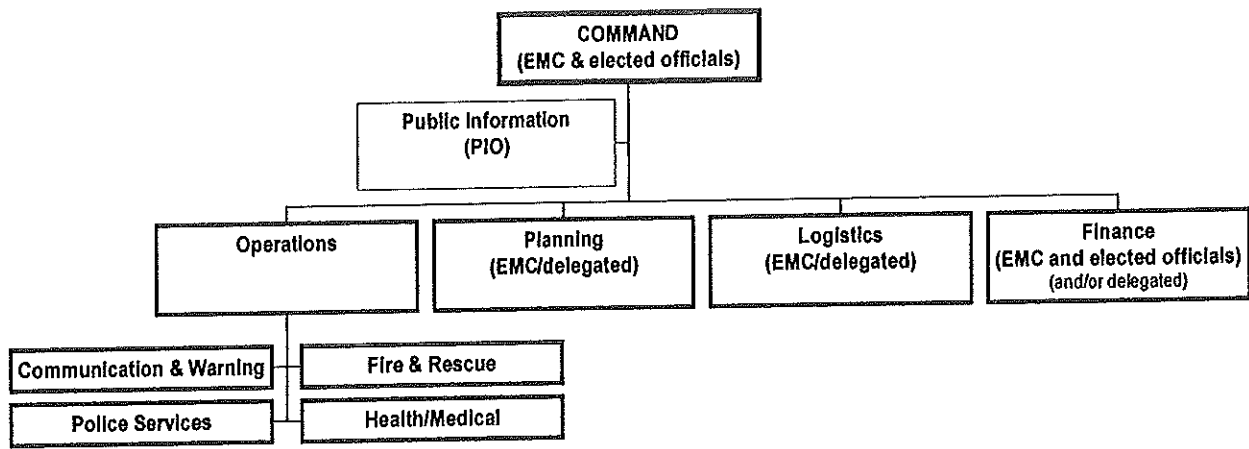 COMMAND
(EMC & elected officials)
Public Information
(PIO)
Operations
Planning
(EMC/delegated)
Logistics
(EMC/delegated)
Finance
(EMC and elected officials)
(and/or delegated)
Communication & Warning
Fire & Rescue
Police Services
Health/Medical